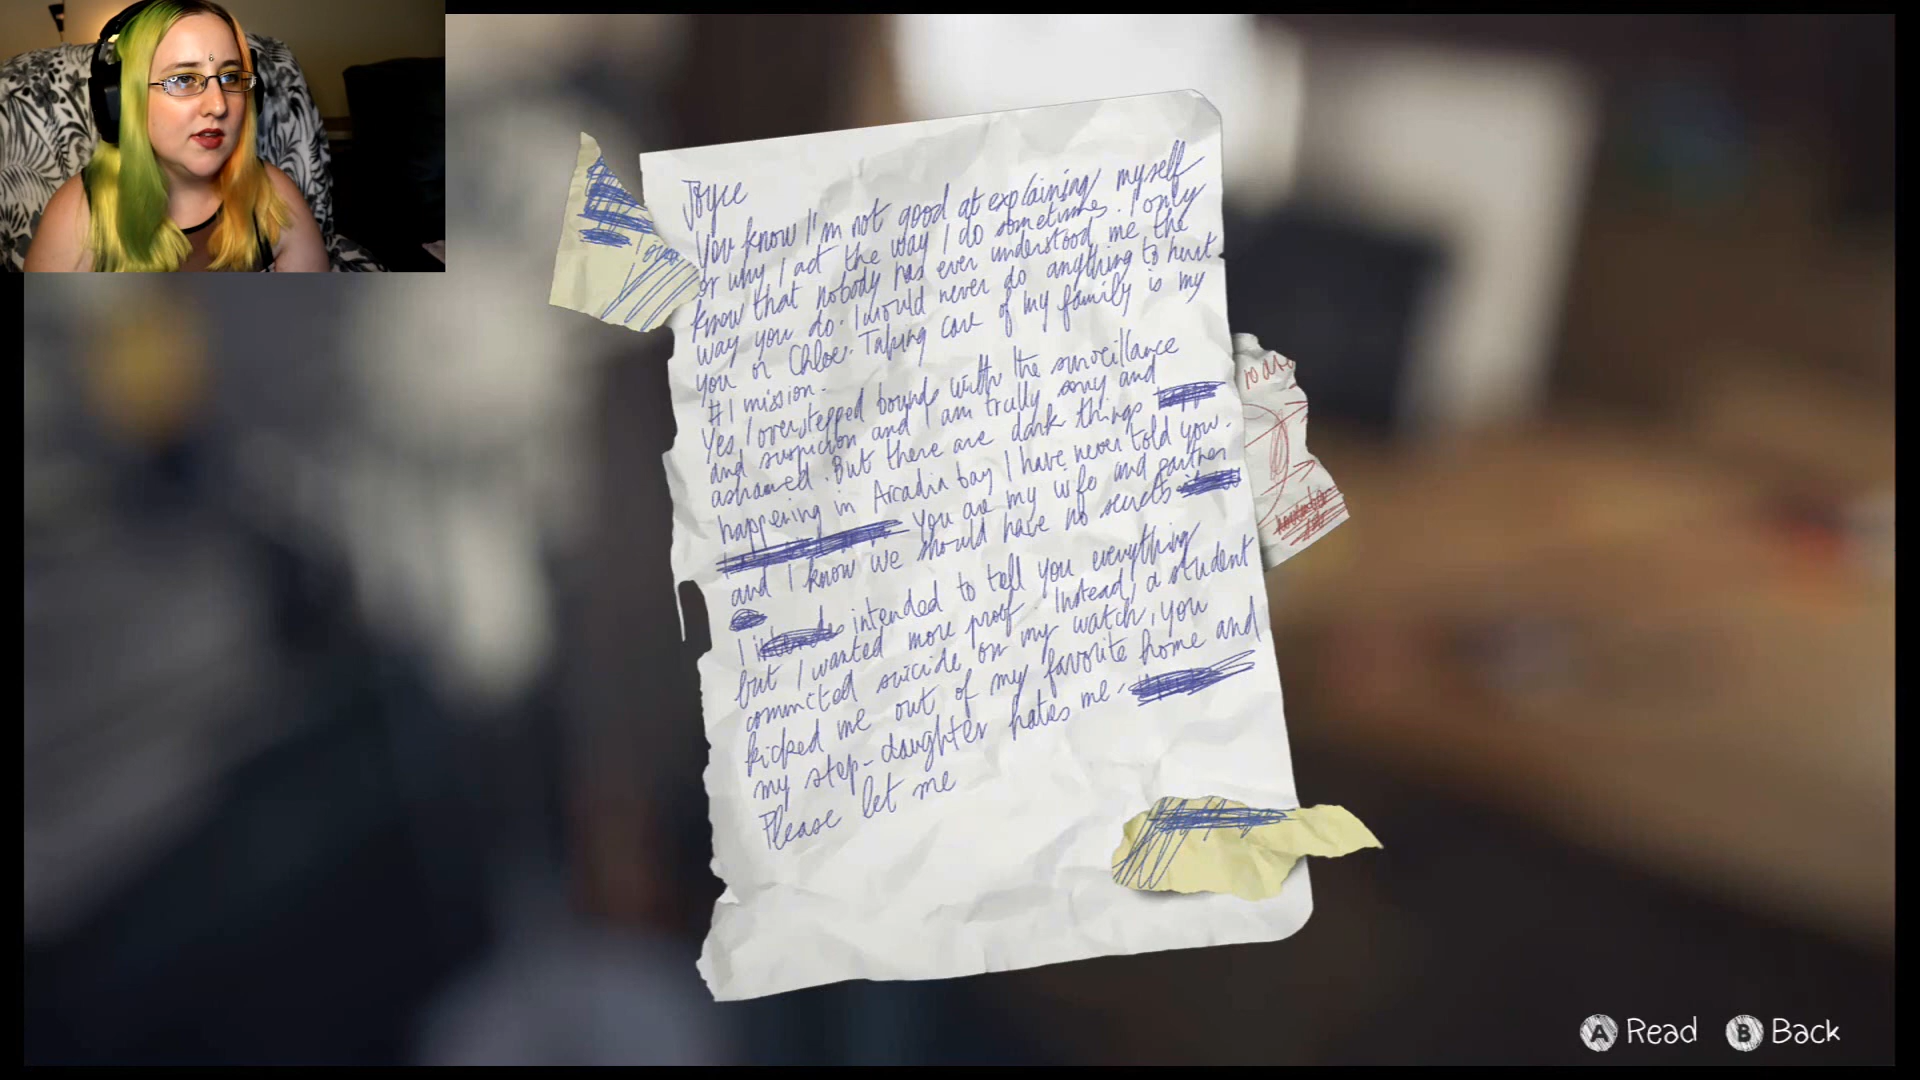 Joyce
You know I'm not good at explaining myself
or why I act the way I do sometimes. I only
know that nobody has ever understood me the
way you do. I would never do anything to hurt
you or Chloe. Taking care of my family is my
#1 mission.
Yes, I overstepped bounds with the surveillance
and suspicion and I am trully sorry and
ashamed. But there are dark things
happening in Arcadia bay I have never told you.
You are my wife and partner
and I know we should have no secrets
I intended to tell you everything
but I wanted more proof. Instead, a student
committed suicide on my watch, you
kicked me out of my favorite home and
my step-daughter hates me.
Please let me
A Read B Back